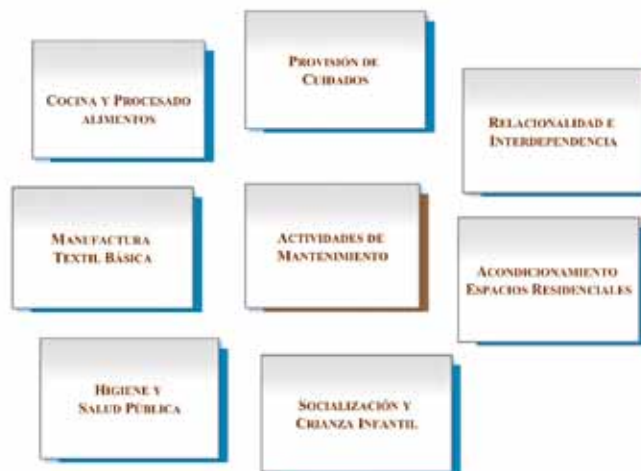 COCINA Y PROCESADO
ALIMENTOS
PROVISIÓN DE
CUIDADOS
RELACIONALIDAD E
INTERDEPENDENCIA
MANUFACTURA
TEXTIL BÁSICA
ACTIVIDADES DE
MANTENIMIENTO
ACONDICIONAMIENTO
ESPACIOS RESIDENCIALES
HIGIENE Y
SALUD PÚBLICA
SOCIALIZACIÓN Y
CRIANZA INFANTIL